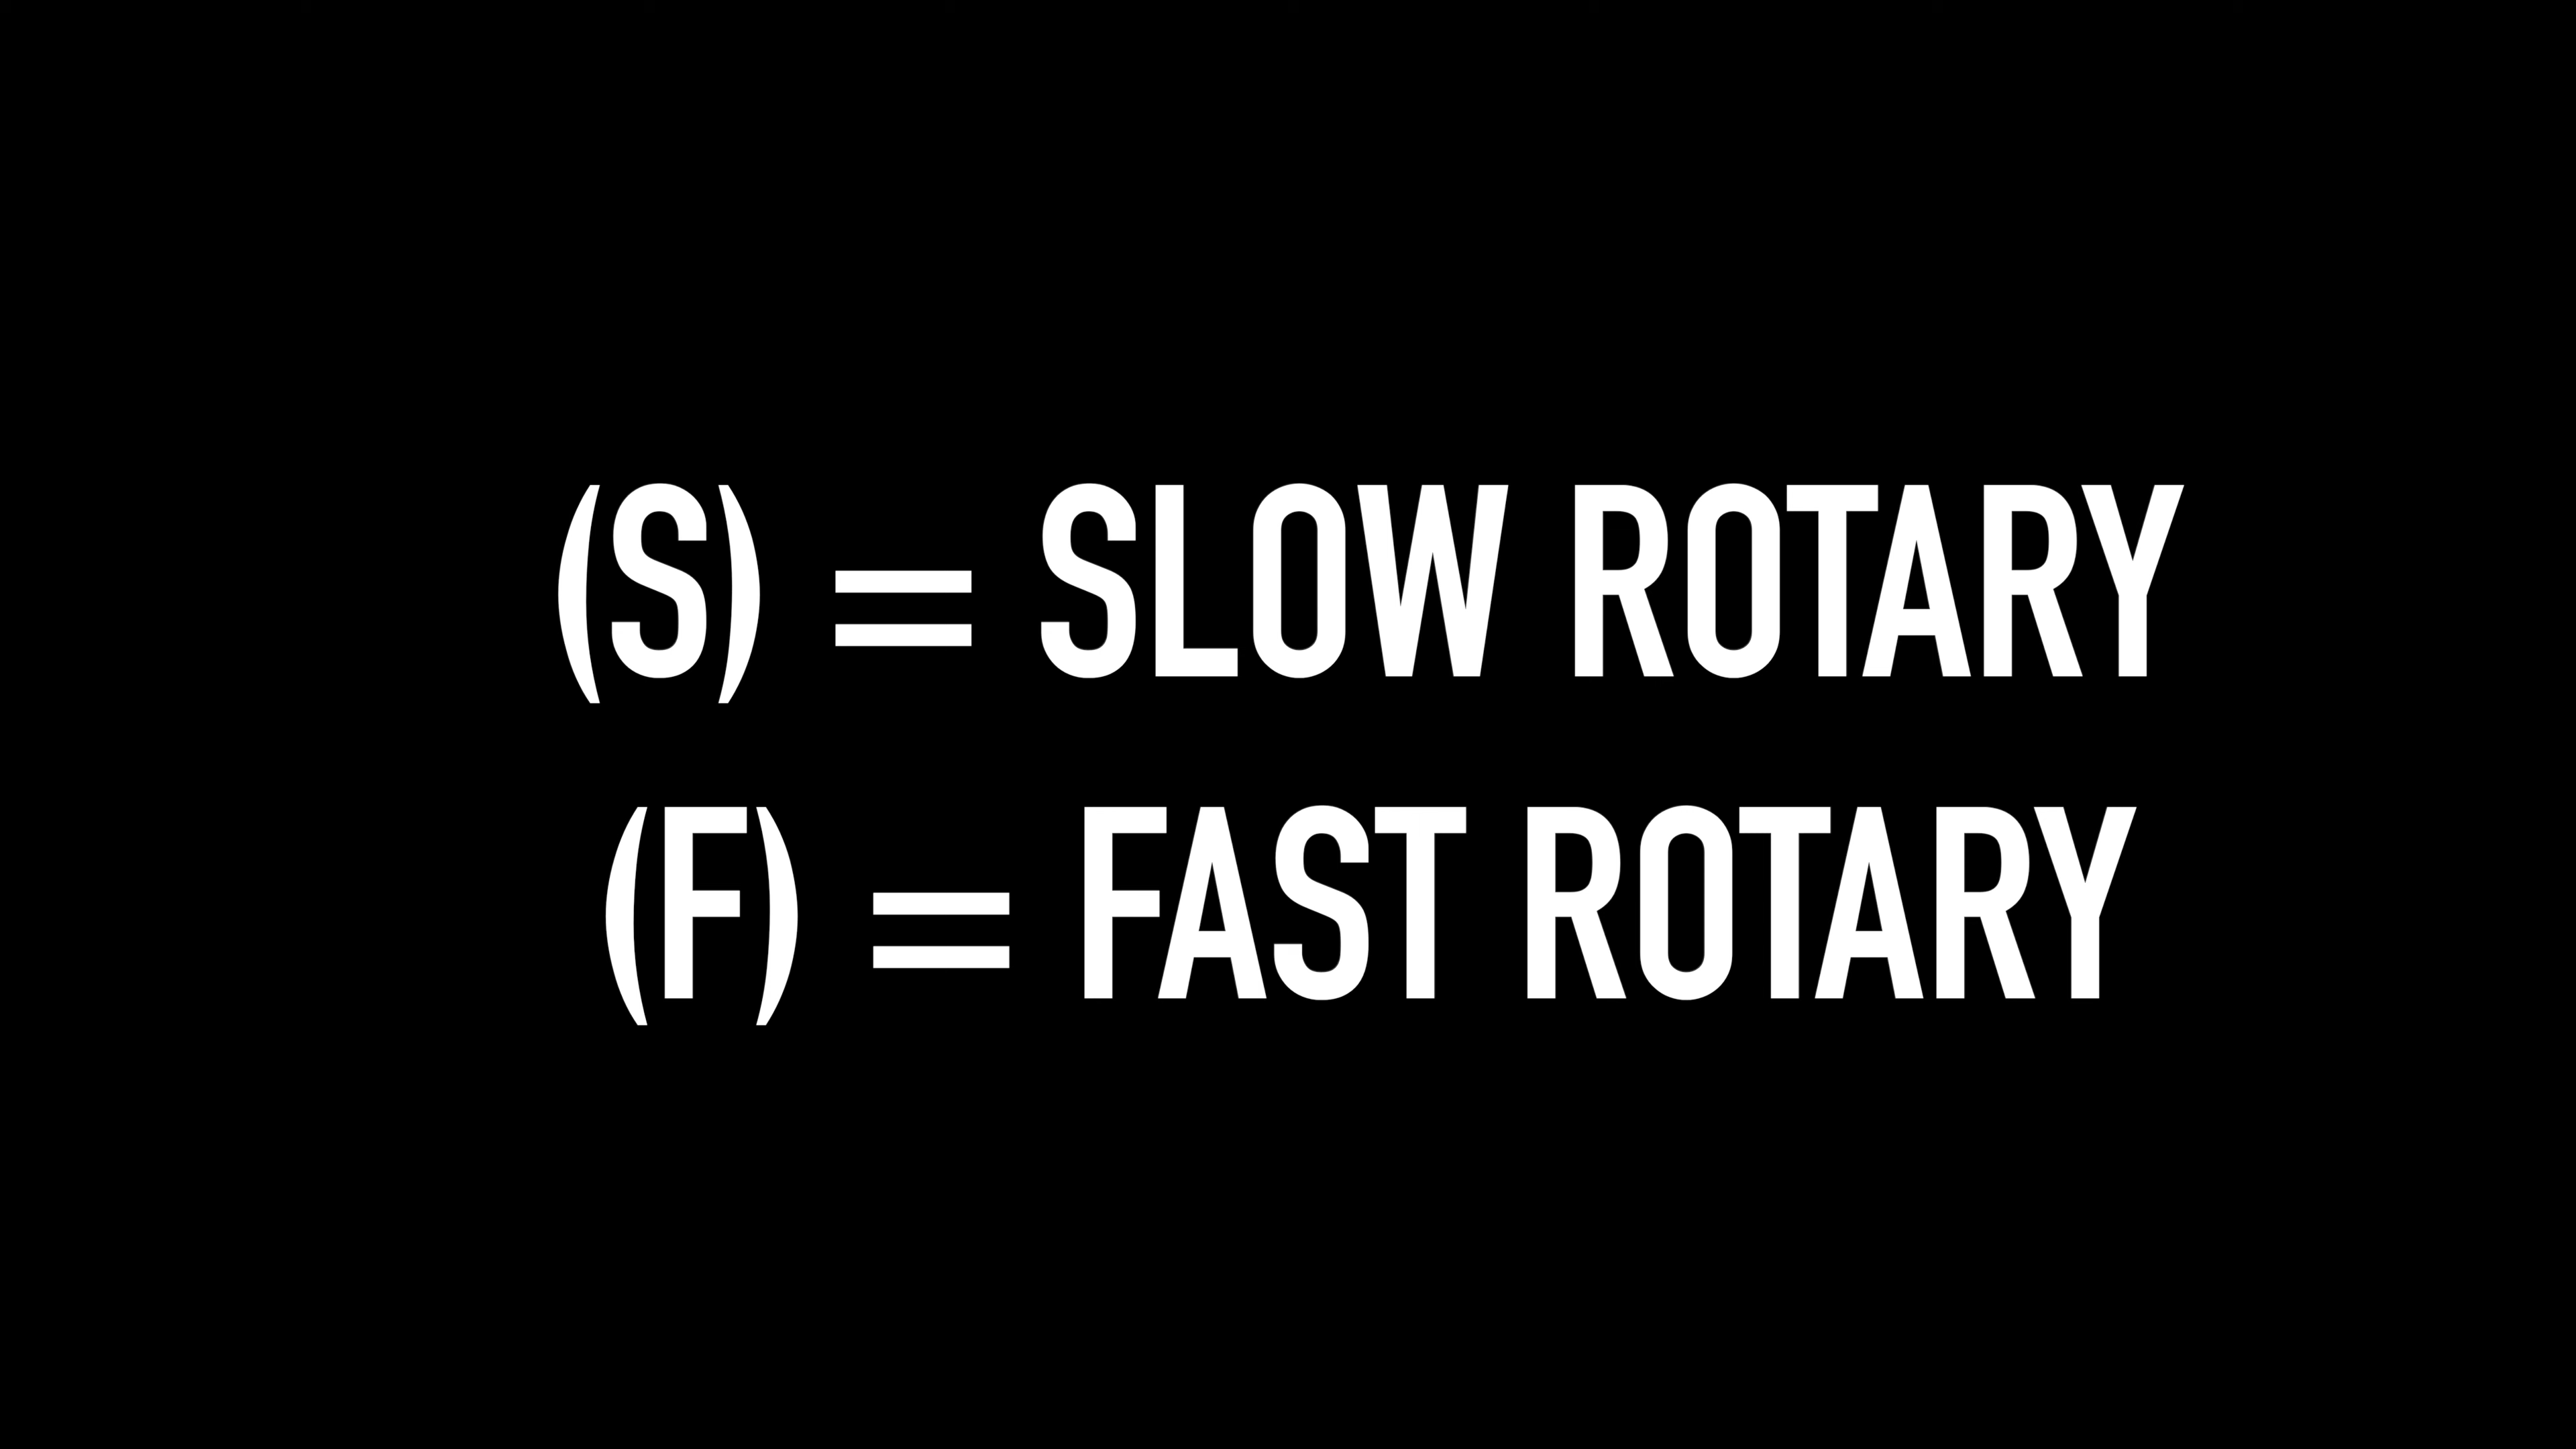 (S) = SLOW ROTARY
(F) = FAST ROTARY